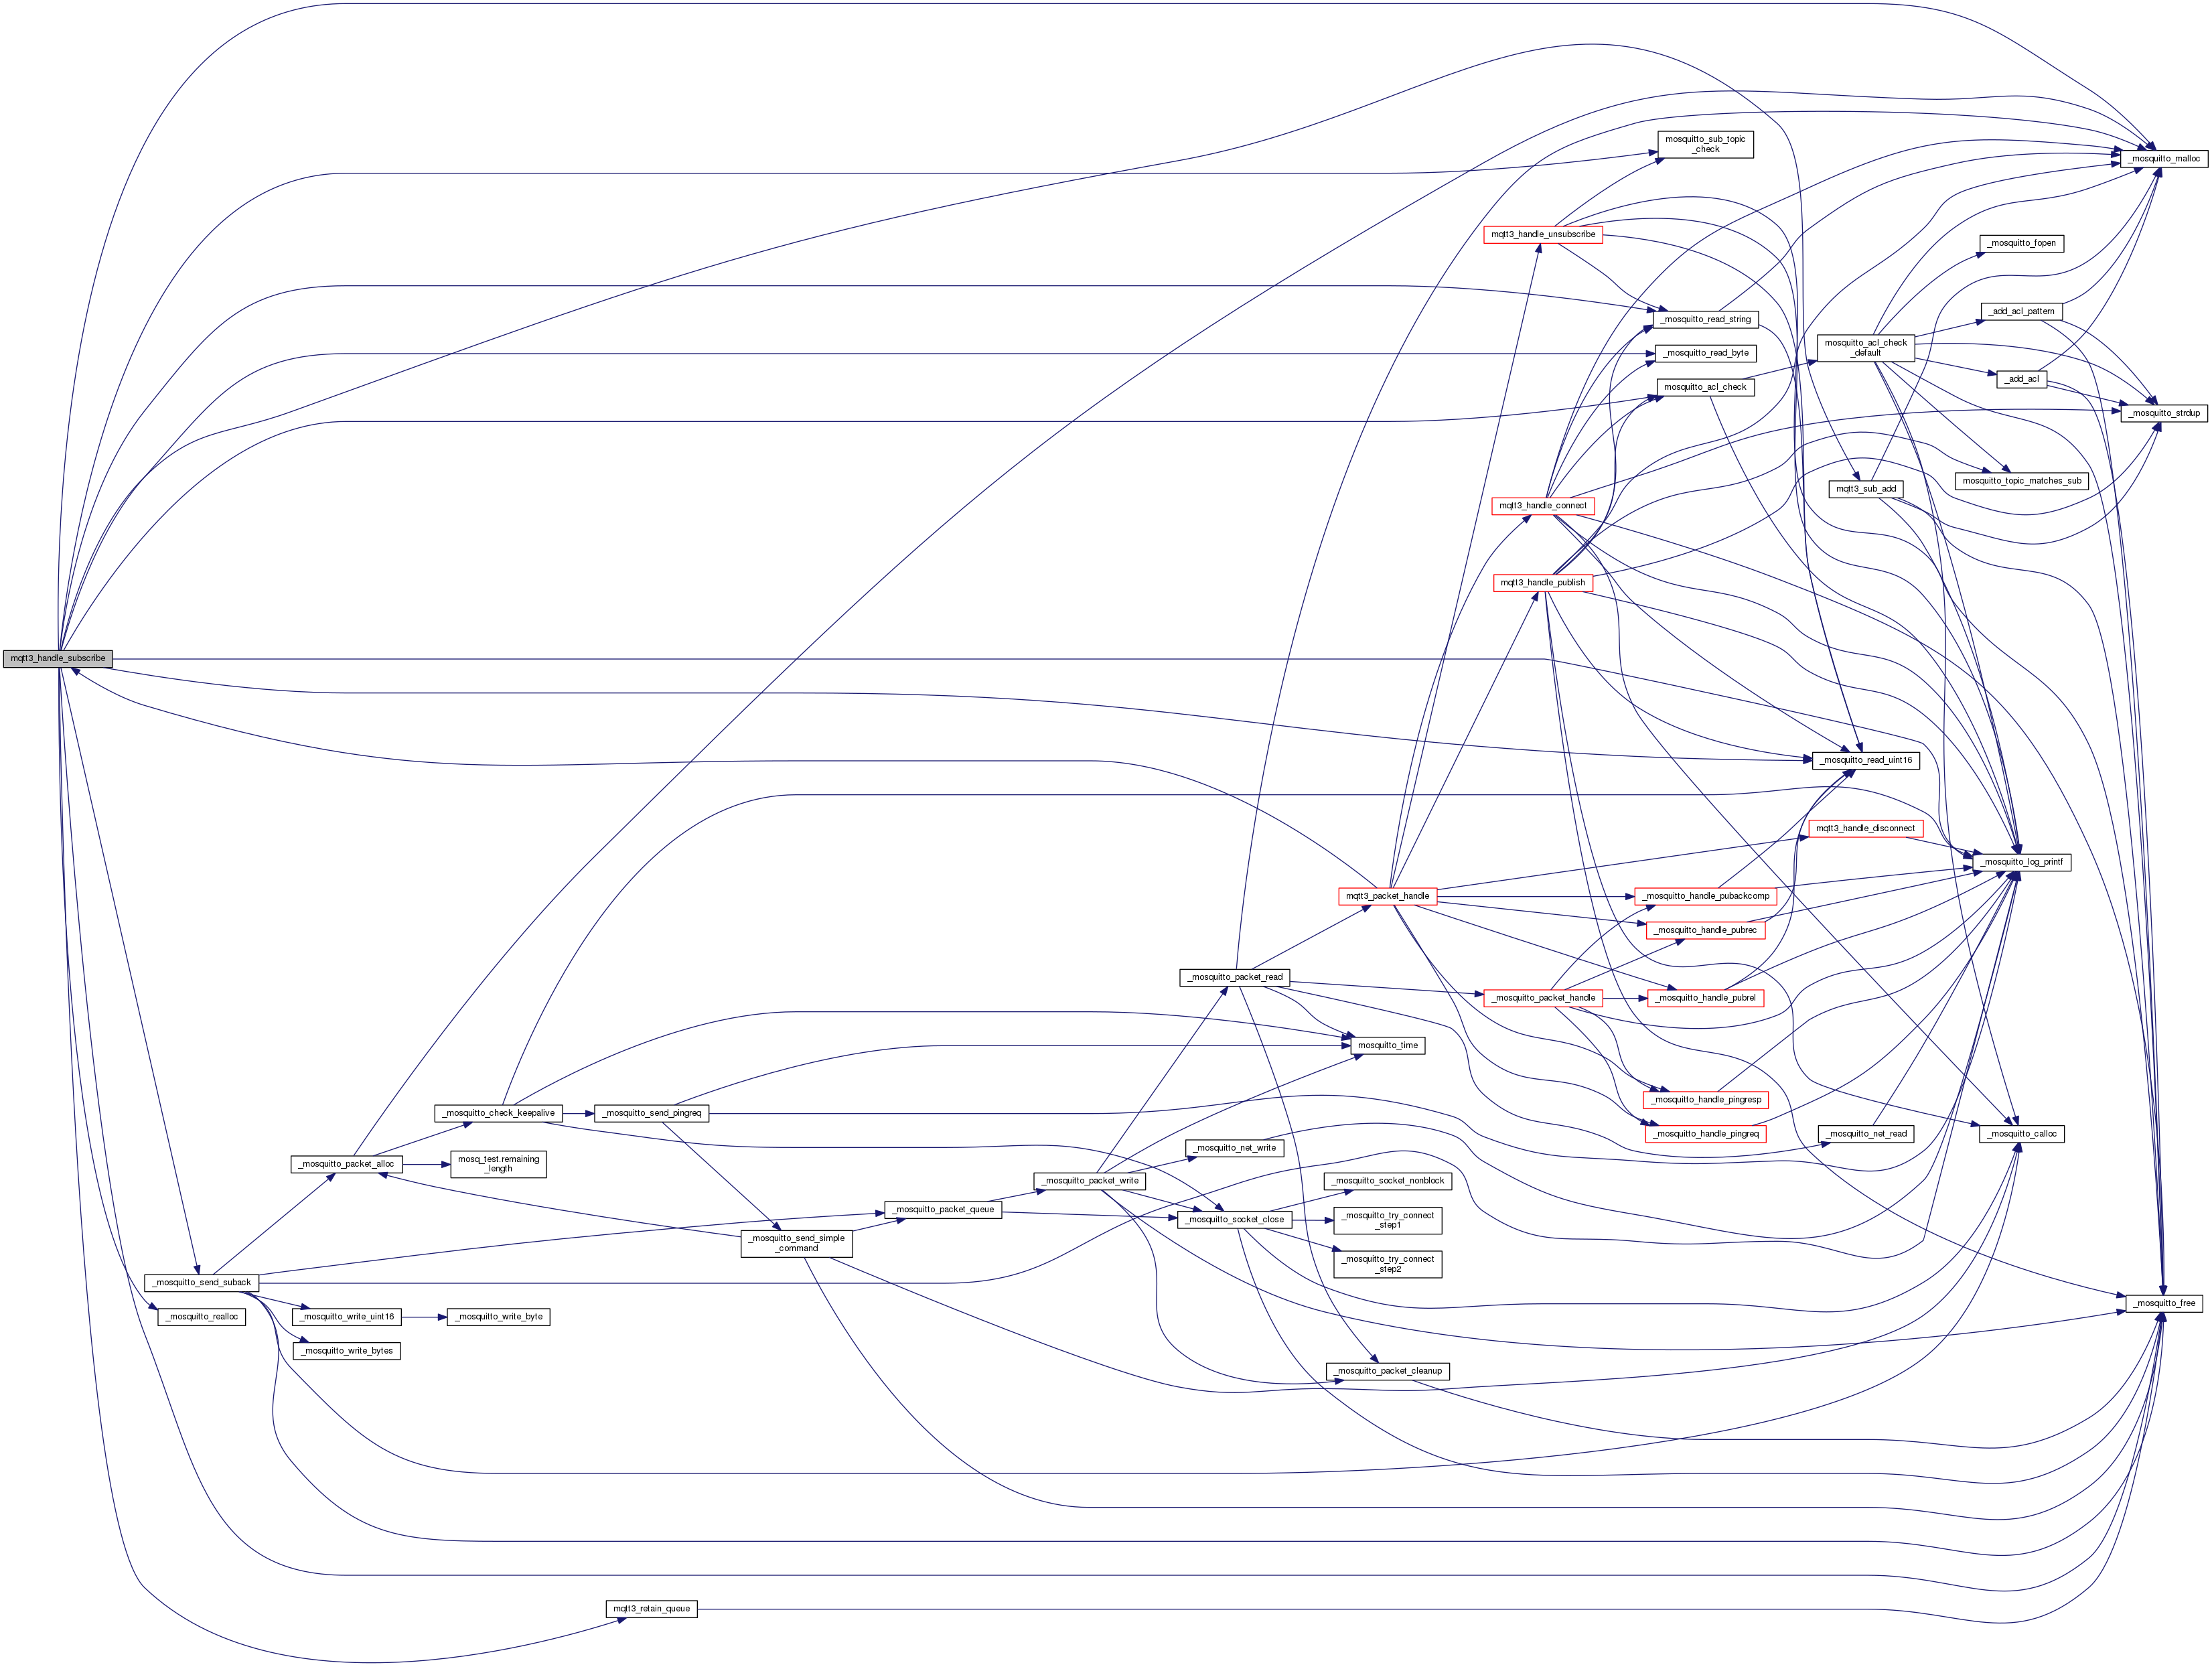 mosquitto_sub_topic
_check
_mosquitto_malloc
mqtt3_handle_unsubscribe
_mosquitto_fopen
_add_acl_pattern
_mosquitto_read_string
mosquitto_acl_check
_default
_mosquitto_read_byte
_add_acl
mosquitto_acl_check
_mosquitto_strdup
mosquitto_topic_matches_sub
mqtt3_sub_add
mqtt3_handle_connect
mqtt3_handle_publish
mqtt3_handle_subscribe
_mosquitto_read_uint16
mqtt3_handle_disconnect
_mosquitto_log_printf
mqtt3_packet_handle
_mosquitto_handle_pubackcomp
_mosquitto_handle_pubrec
_mosquitto_packet_read
_mosquitto_packet_handle
_mosquitto_handle_pubrel
mosquitto_time
_mosquitto_handle_pingresp
_mosquitto_check_keepalive
_mosquitto_send_pingreq
_mosquitto_handle_pingreq
_mosquitto_net_read
_mosquitto_calloc
_mosquitto_net_write
_mosquitto_packet_alloc
mosq_test.remaining
_length
_mosquitto_packet_write
_mosquitto_socket_nonblock
_mosquitto_packet_queue
_mosquitto_socket_close
_mosquitto_try_connect
_step1
_mosquitto_send_simple
_command
_mosquitto_try_connect
_step2
_mosquitto_send_suback
_mosquitto_free
_mosquitto_realloc
_mosquitto_write_uint16
_mosquitto_write_byte
_mosquitto_write_bytes
_mosquitto_packet_cleanup
mqtt3_retain_queue